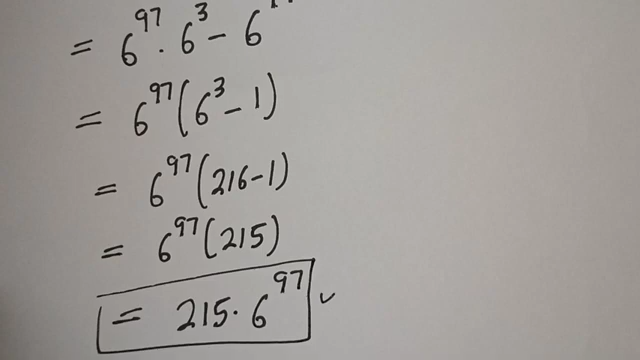 = 6^97 · 6^3 - 6
= 6^97 (6^3 - 1)
= 6^97 (216 - 1)
= 6^97 (215)
= 215 · 6^97 ✓